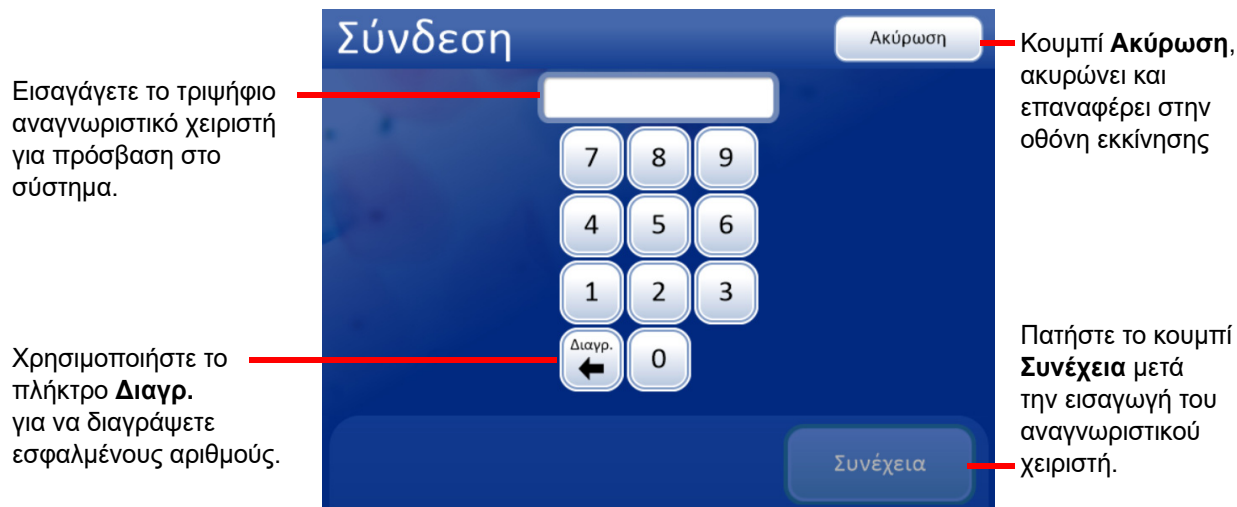 Σύνδεση
Ακύρωση
Κουμπί Ακύρωση,
ακυρώνει και
επαναφέρει στην
οθόνη εκκίνησης
Εισαγάγετε το τριψήφιο
αναγνωριστικό χειριστή
για πρόσβαση στο
σύστημα.
7 8 9
4 5 6
1 2 3
Διαγρ.
0
Χρησιμοποιήστε το
πλήκτρο Διαγρ.
για να διαγράψετε
εσφαλμένους αριθμούς.
Πατήστε το κουμπί
Συνέχεια μετά
την εισαγωγή του
αναγνωριστικού
χειριστή.
Συνέχεια